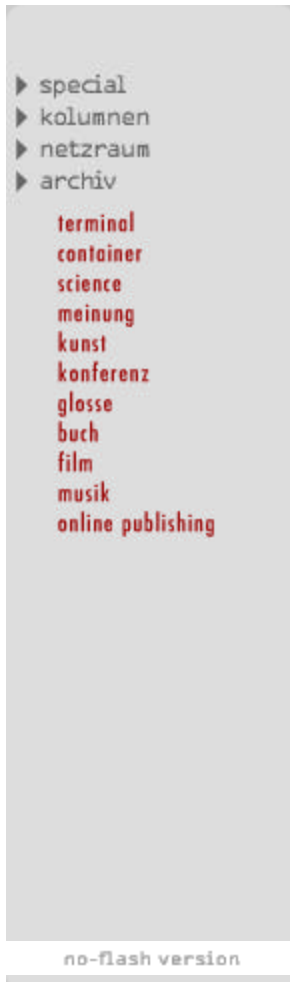 special
kolumnen
netzraum
archiv
terminal
container
science
meinung
kunst
konferenz
glosse
buch
film
musik
online publishing
no-flash version